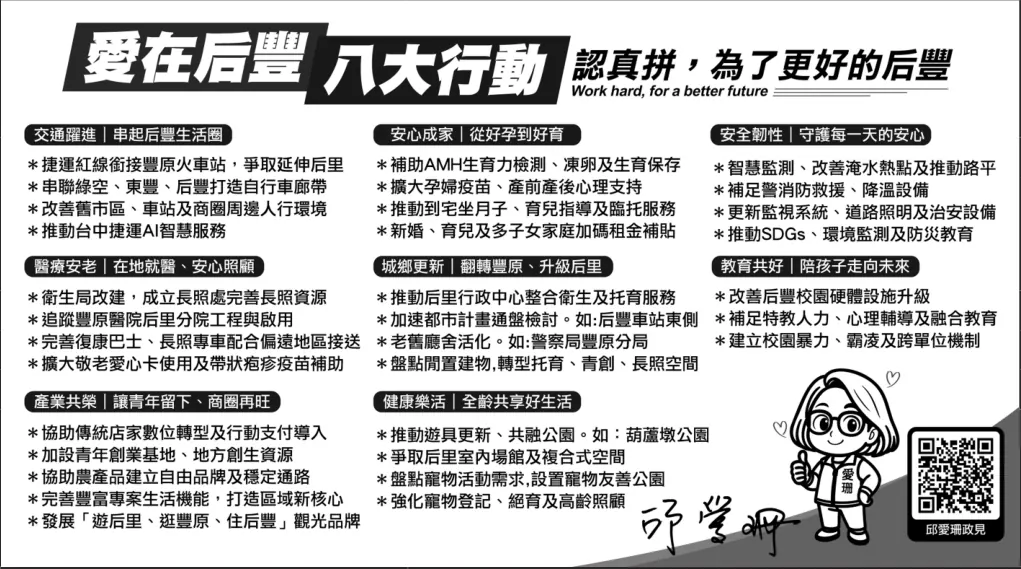 愛在后豐
八大行動
認真拼，為了更好的后豐
Work hard, for a better future
交通躍進｜串起后豐生活圈
＊捷運紅線銜接豐原火車站，爭取延伸后里
＊串聯綠空、東豐、后豐打造自行車廊帶
＊改善舊市區、車站及商圈周邊人行環境
＊推動台中捷運AI智慧服務
醫療安老｜在地就醫、安心照顧
＊衛生局改建，成立長照處完善長照資源
＊追蹤豐原醫院后里分院工程與啟用
＊完善復康巴士、長照專車配合偏遠地區接送
＊擴大敬老愛心卡使用及帶狀疱疹疫苗補助
產業共榮｜讓青年留下、商圈再旺
＊協助傳統店家數位轉型及行動支付導入
＊加設青年創業基地、地方創生資源
＊協助農產品建立自由品牌及穩定通路
＊完善豐富專案生活機能，打造區域新核心
＊發展「遊后里、逛豐原、住后豐」觀光品牌
安心成家｜從好孕到好育
＊補助AMH生育力檢測、凍卵及生育保存
＊擴大孕婦疫苗、產前產後心理支持
＊推動到宅坐月子、育兒指導及臨托服務
＊新婚、育兒及多子女家庭加碼租金補貼
城鄉更新｜翻轉豐原、升級后里
＊推動后里行政中心整合衛生及托育服務
＊加速都市計畫通盤檢討。如:后豐車站東側
＊老舊廳舍活化。如:警察局豐原分局
＊盤點閒置建物,轉型托育、青創、長照空間
健康樂活｜全齡共享好生活
＊推動遊具更新、共融公園。如：葫蘆墩公園
＊爭取后里室內場館及複合式空間
＊盤點寵物活動需求,設置寵物友善公園
＊強化寵物登記、絕育及高齡照顧
安全韌性｜守護每一天的安心
＊智慧監測、改善淹水熱點及推動路平
＊補足警消防救援、降溫設備
＊更新監視系統、道路照明及治安設備
＊推動SDGs、環境監測及防災教育
教育共好｜陪孩子走向未來
＊改善后豐校園硬體設施升級
＊補足特教人力、心理輔導及融合教育
＊建立校園暴力、霸凌及跨單位機制
愛珊
邱愛珊政見